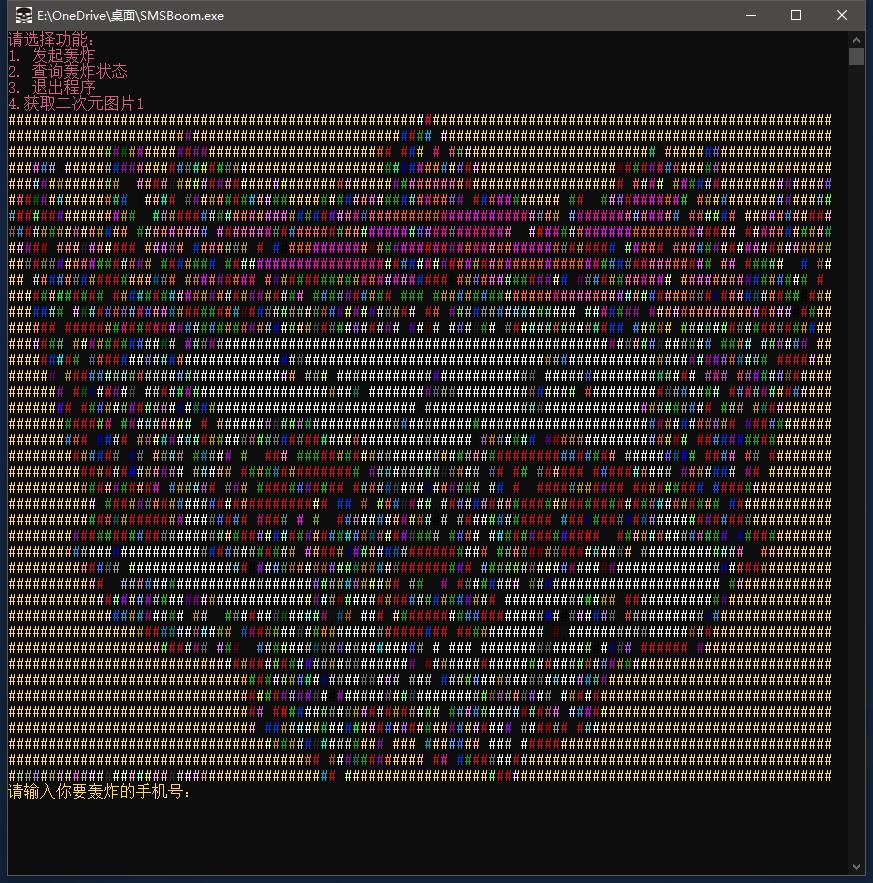 E:\OneDrive\桌面\SMSBoom.exe
请选择功能:
1. 发起轰炸
2. 查询轰炸状态
3. 退出程序
4.获取二次元图片1
请输入你要轰炸的手机号: